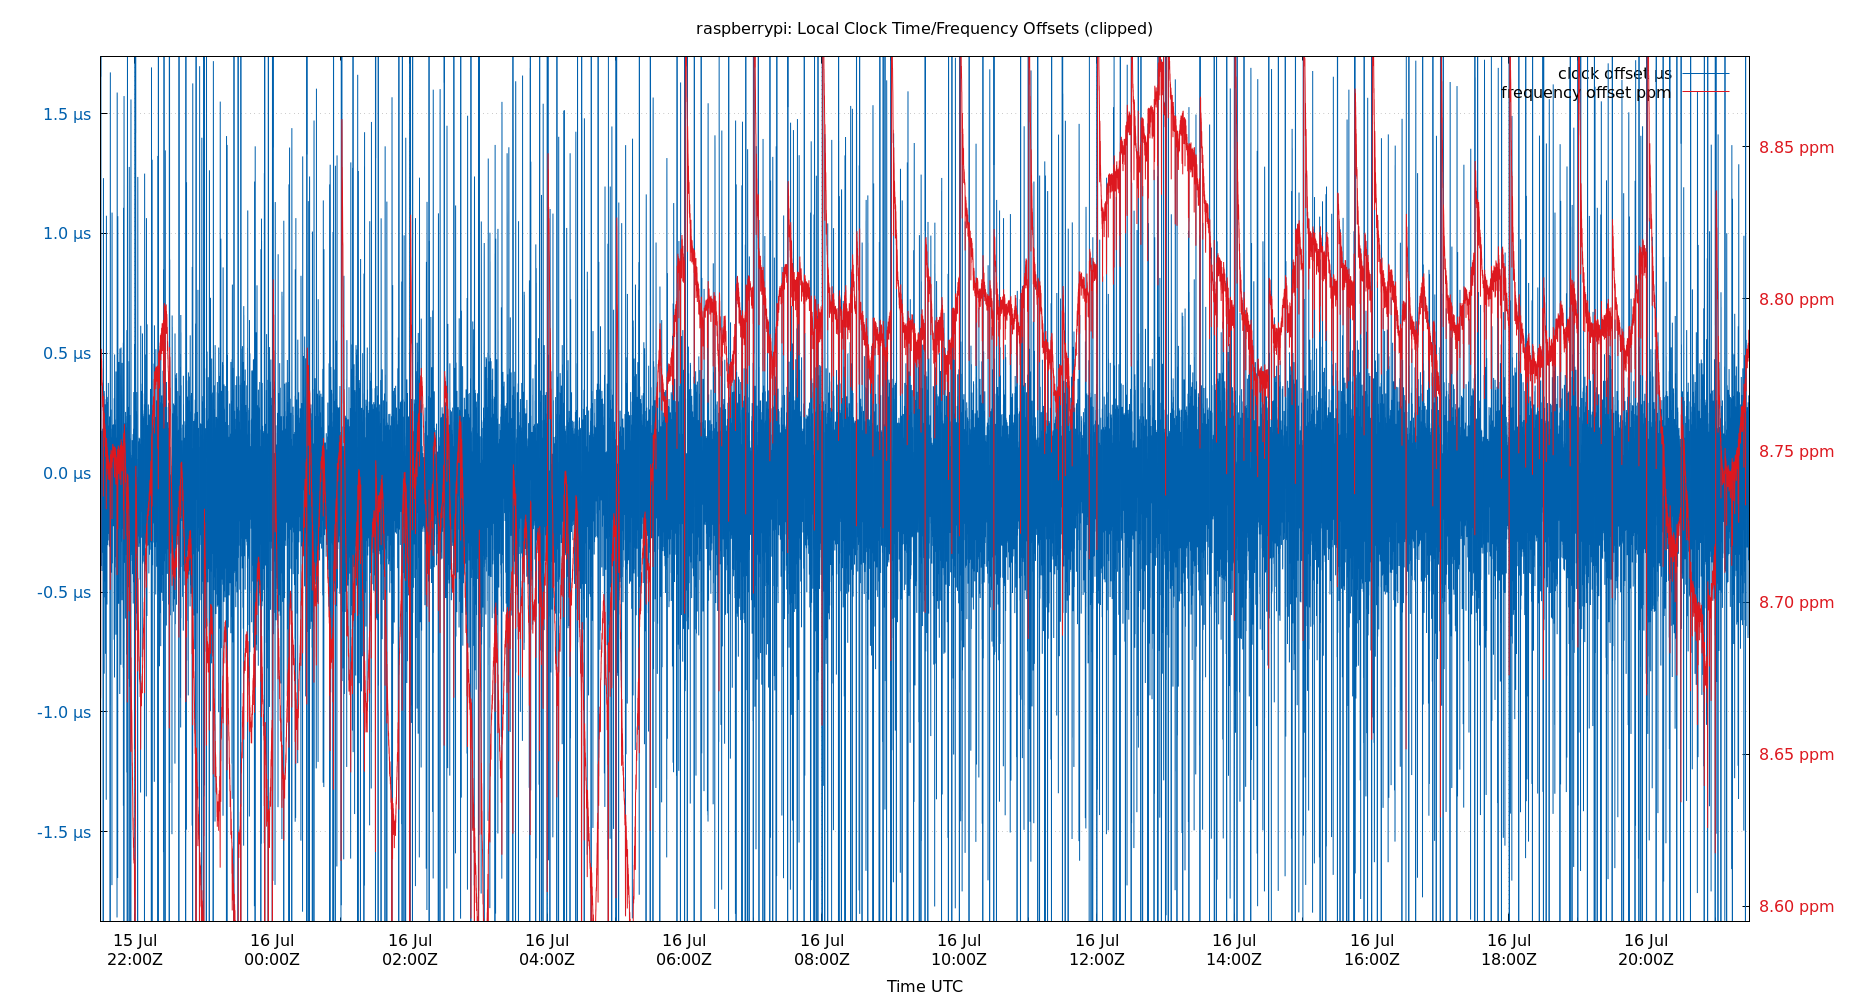 raspberrypi: Local Clock Time/Frequency Offsets (clipped)
clock offset µs
frequency offset ppm
1.5 µs
1.0 µs
0.5 µs
0.0 µs
-0.5 µs
-1.0 µs
-1.5 µs
8.85 ppm
8.80 ppm
8.75 ppm
8.70 ppm
8.65 ppm
8.60 ppm
15 Jul 16 Jul 16 Jul 16 Jul 16 Jul 16 Jul 16 Jul 16 Jul 16 Jul 16 Jul 16 Jul 16 Jul
22:00Z 00:00Z 02:00Z 04:00Z 06:00Z 08:00Z 10:00Z 12:00Z 14:00Z 16:00Z 18:00Z 20:00Z
Time UTC